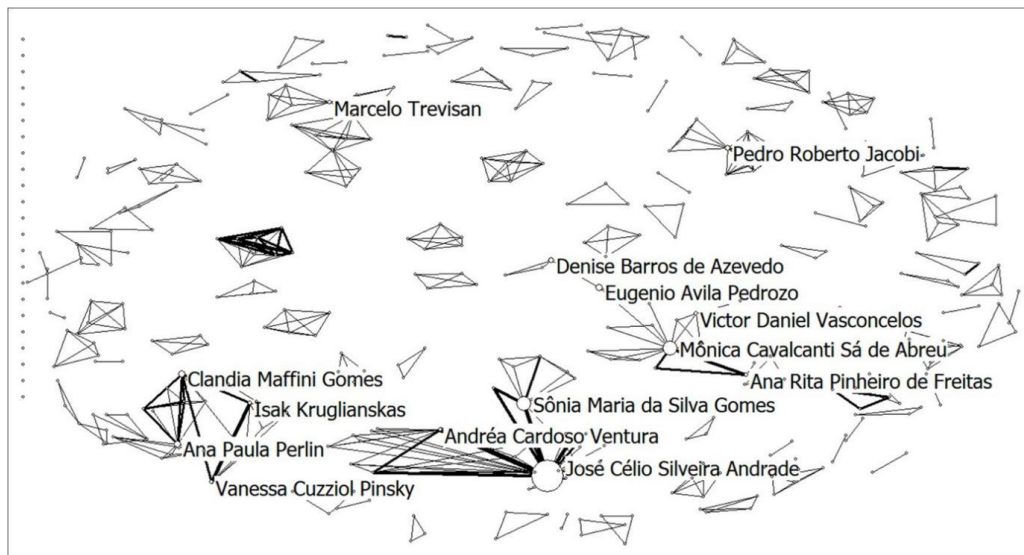 Marcelo Trevisan
Pedro Roberto Jacobi
Denise Barros de Azevedo
Eugenio Avila Pedrozo
Victor Daniel Vasconcelos
Mônica Cavalcanti Sá de Abreu
Clandia Maffini Gomes
Ana Rita Pinheiro de Freitas
Isak Kruglianskas
Sônia Maria da Silva Gomes
Andréa Cardoso Ventura
Ana Paula Perlin
José Célio Silveira Andrade
Vanessa Cuzziol Pinsky